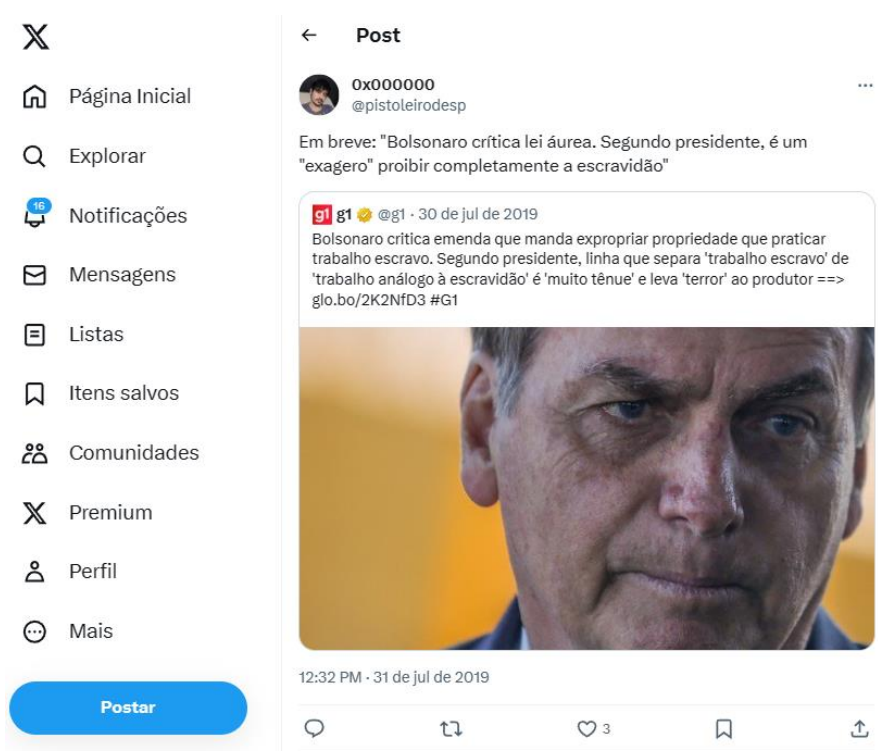 Post
Página Inicial
Explorar
16
Notificações
Mensagens
Listas
Itens salvos
Comunidades
Premium
Perfil
Mais
Postar
0x000000
@pistoleirodesp
Em breve: "Bolsonaro crítica lei áurea. Segundo presidente, é um
"exagero" proibir completamente a escravidão"
g1 g1 @g1 · 30 de jul de 2019
Bolsonaro critica emenda que manda expropriar propriedade que praticar
trabalho escravo. Segundo presidente, linha que separa 'trabalho escravo' de
'trabalho análogo à escravidão' é 'muito tênue' e leva 'terror' ao produtor ==>
glo.bo/2K2NfD3 #G1
12:32 PM · 31 de jul de 2019
3